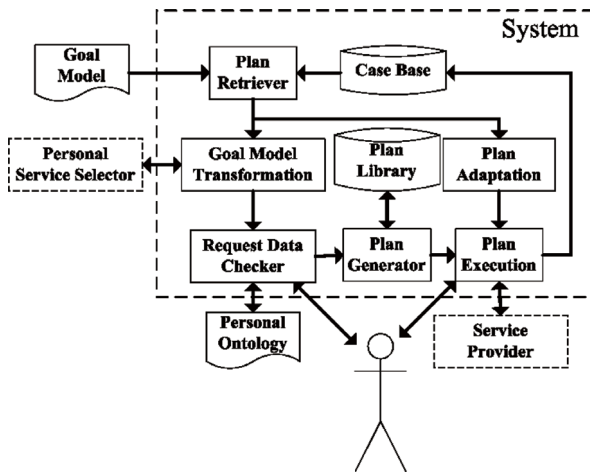 System
Goal
Model
Plan
Retriever
Case Base
Personal
Service Selector
Goal Model
Transformation
Plan
Library
Plan
Adaptation
Request Data
Checker
Plan
Generator
Plan
Execution
Personal
Ontology
Service
Provider